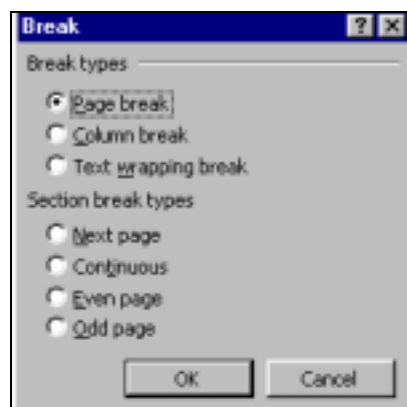 Break
Break types
Page break
Column break
Text wrapping break
Section break types
Next page
Continuous
Even page
Odd page
OK Cancel